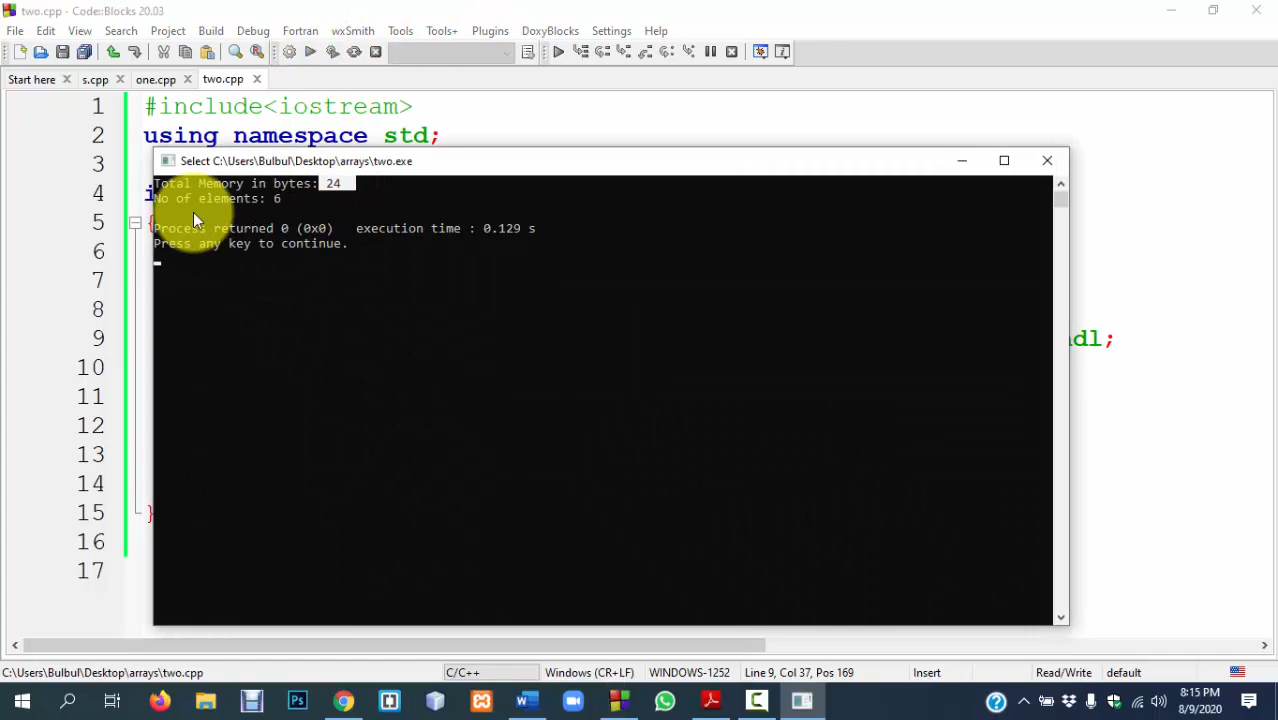 two.cpp - Code::Blocks 20.03
File Edit View Search Project Build Debug Fortran wxSmith Tools Tools+ Plugins DoxyBlocks Settings Help
Start here s.cpp one.cpp two.cpp
1 #include<iostream>
2 using namespace std;
3
Select C:\Users\Bulbul\Desktop\arrays\two.exe
Total Memory in bytes: 24
4 i
No of elements: 6
5 {
Process returned 0 (0x0) execution time : 0.129 s
Press any key to continue.
6
7
8
9 dl;
10
11
12
13
14
15 }
16
17
C:\Users\Bulbul\Desktop\arrays\two.cpp C/C++ Windows (CR+LF) WINDOWS-1252 Line 9, Col 37, Pos 169 Insert Read/Write default
8:15 PM
8/9/2020